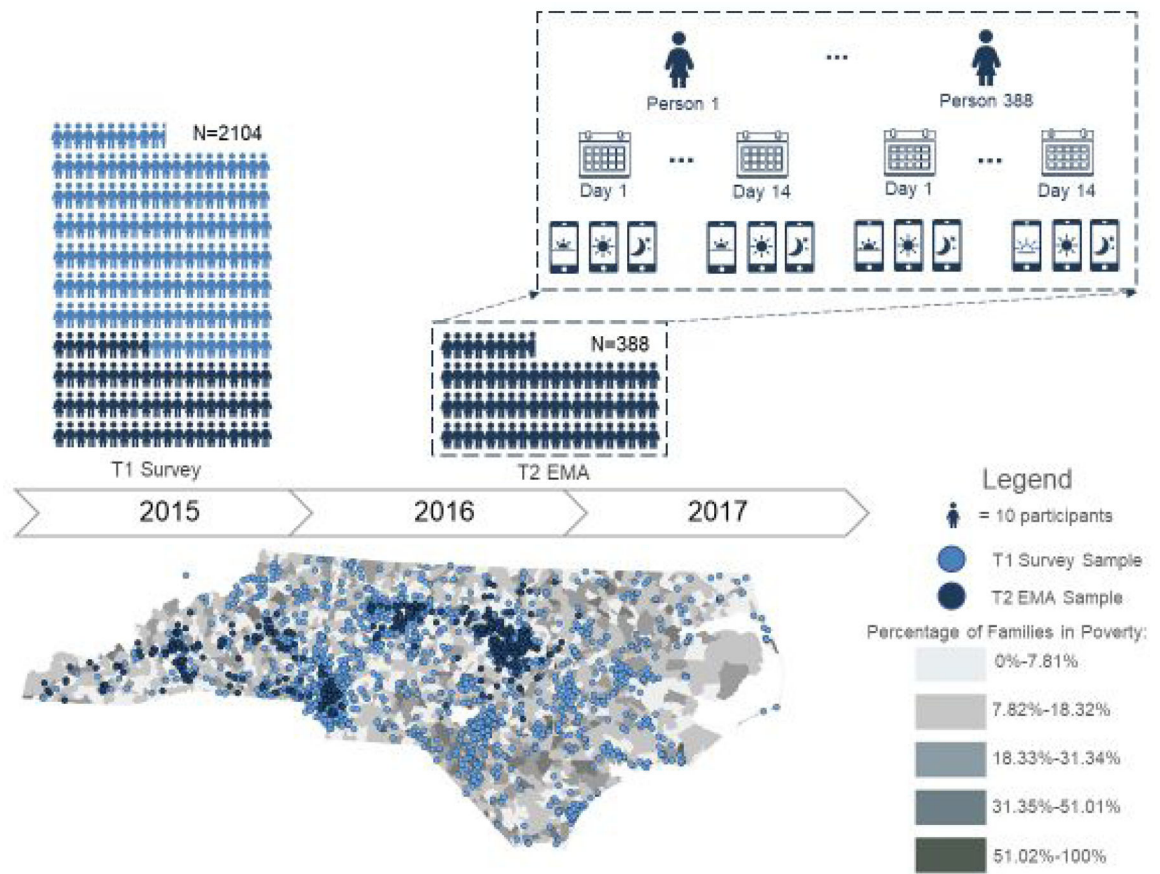 Person 1
...
Person 388
N=2104
Day 1
...
Day 14
Day 1
...
Day 14
N=388
T1 Survey
T2 EMA
2015
2016
2017
Legend
= 10 participants
T1 Survey Sample
T2 EMA Sample
Percentage of Families in Poverty:
0%-7.81%
7.82%-18.32%
18.33%-31.34%
31.35%-51.01%
51.02%-100%